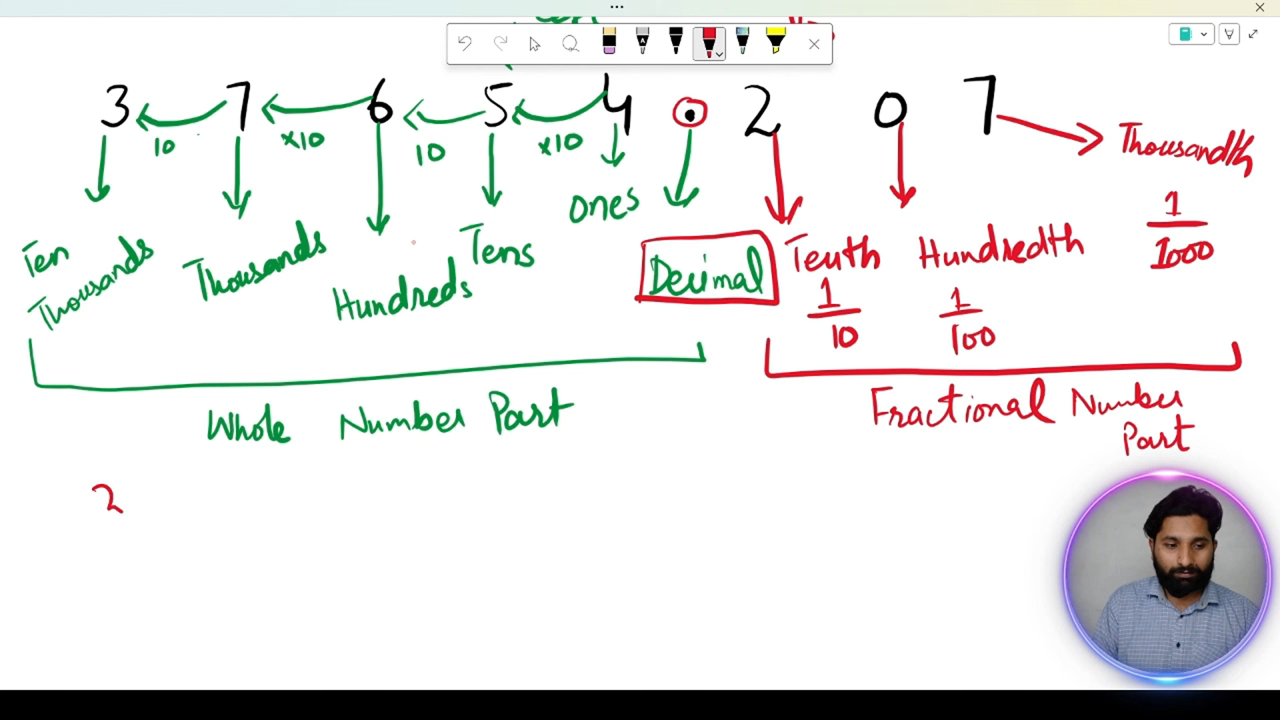 3 7 6 5 4 . 2 0 7
10 ×10 10 ×10
Thousandth
1
1000
ones
Ten
Thousands
Thousands
Hundreds
Tens
Decimal
Tenth
1
10
Hundredth
1
100
Whole Number Part
Fractional Number
Part
2